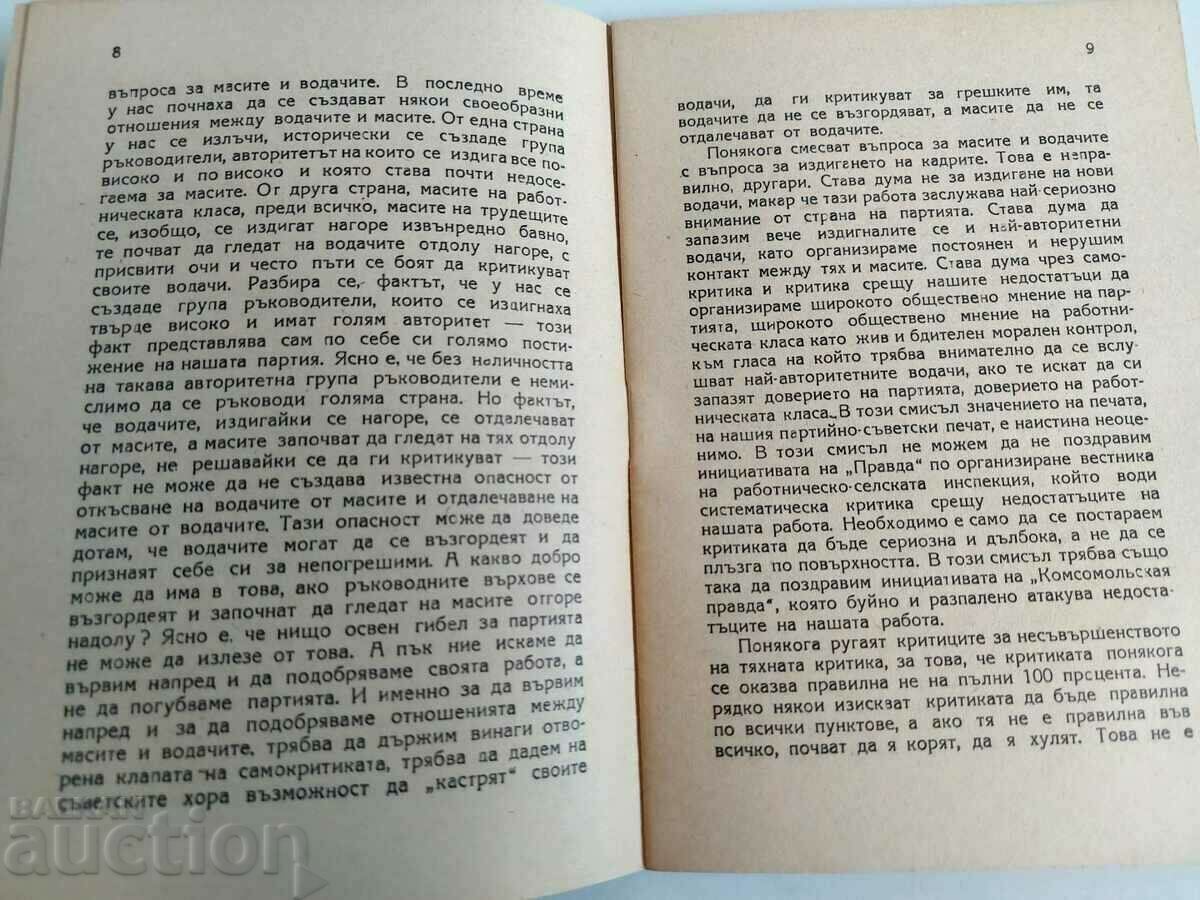 8
въпроса за масите и водачите. В последно време
у нас почнаха да се създават някои своеобразни
отношения между водачите и масите. От една страна
у нас се излъчи, исторически се създаде група
ръководители, авторитетът на които се издига все по-
високо и по високо и която става почти недосе-
гаема за масите. От друга страна, масите на работ-
ническата класа, преди всичко, масите на трудещите
се, изобщо, се издигат нагоре извънредно бавно,
те почват да гледат на водачите отдолу нагоре, с
присвити очи и често пъти се боят да критикуват
своите водачи. Разбира се, фактът, че у нас се
създаде група ръководители, които се издигнаха
твърде високо и имат голям авторитет — този
факт представлява сам по себе си голямо пости-
жение на нашата партия. Ясно е, че без наличността
на такава авторитетна група ръководители е неми-
слимо да се ръководи голяма страна. Но фактът,
че водачите, издигайки се нагоре, се отдалечават
от масите, а масите започват да гледат на тях отдолу
нагоре, не решавайки се да ги критикуват — този
факт не може да не създава известна опасност от
откъсване на водачите от масите и отдалечаване на
масите от водачите. Тази опасност може да доведе
дотам, че водачите могат да се възгордеят и да
признаят себе си за непогрешими. А какво добро
може да има в това, ако ръководните върхове се
възгордеят и започнат да гледат на масите отгоре
надолу? Ясно е, че нищо освен гибел за партията
не може да излезе от това. А пък ние искаме да
вървим напред и да подобряваме своята работа, а
не да погубваме партията. И именно за да вървим
напред и за да подобряваме отношенията между
масите и водачите, трябва да държим винаги отво-
рена клапата на самокритиката, трябва да дадем на
съветските хора възможност да „кастрят“ своите
9
водачи, да ги критикуват за грешките им, та
водачите да не се възгордяват, а масите да не се
отдалечават от водачите.
Понякога смесват въпроса за масите и водачите
с въпроса за издигането на кадрите. Това е непра-
вилно, другари. Става дума не за издигане на нови
водачи, макар че тази работа заслужава най-сериозно
внимание от страна на партията. Става дума да
запазим вече издигналите се и най-авторитетни
водачи, като организираме постоянен и нерушим
контакт между тях и масите. Става дума чрез само-
критика и критика срещу нашите недостатъци да
организираме широкото обществено мнение на пар-
тията, широкото обществено мнение на работни-
ческата класа като жив и бдителен морален контрол,
към гласа на който трябва внимателно да се вслу-
шват най-авторитетните водачи, ако те искат да си
запазят доверието на партията, доверието на работ-
ническата класа. В този смисъл значението на печата,
на нашия партийно-съветски печат, е наистина неоце-
нимо. В този смисъл не можем да не поздравим
инициативата на „Правда“ по организиране вестника
на работническо-селската инспекция, който води
систематическа критика срещу недостатъците на
нашата работа. Необходимо е само да се постараем
критиката да бъде сериозна и дълбока, а не да се
плъзга по повърхността. В този смисъл трябва също
така да поздравим инициативата на „Комсомольская
правда“, която буйно и разпалено атакува недоста-
тъците на нашата работа.
Понякога ругаят критиците за несъвършенството
на тяхната критика, за това, че критиката понякога
се оказва правилна не на пълни 100 процента. Не-
рядко някои изискват критиката да бъде правилна
по всички пунктове, а ако тя не е правилна във
всичко, почват да я корят, да я хулят. Това не е
БАЛКАН
auction